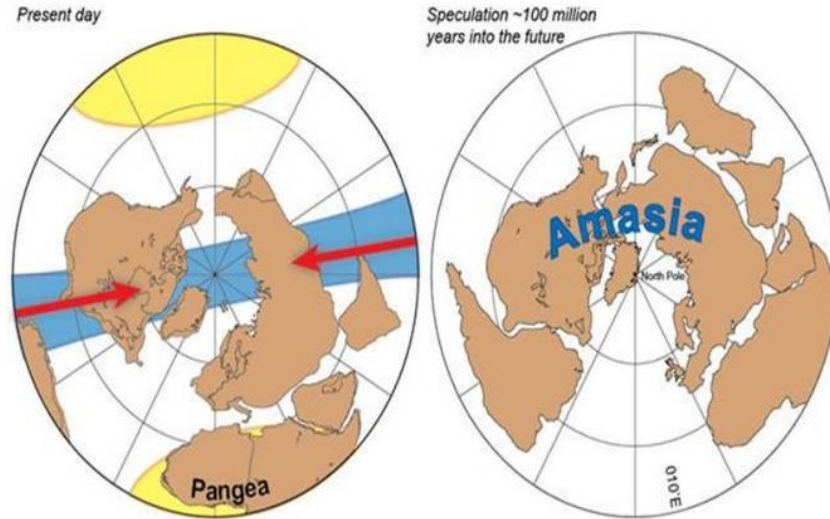 Present day
Speculation ~100 million
years into the future
Amasia
North Pole
Pangea
010°E